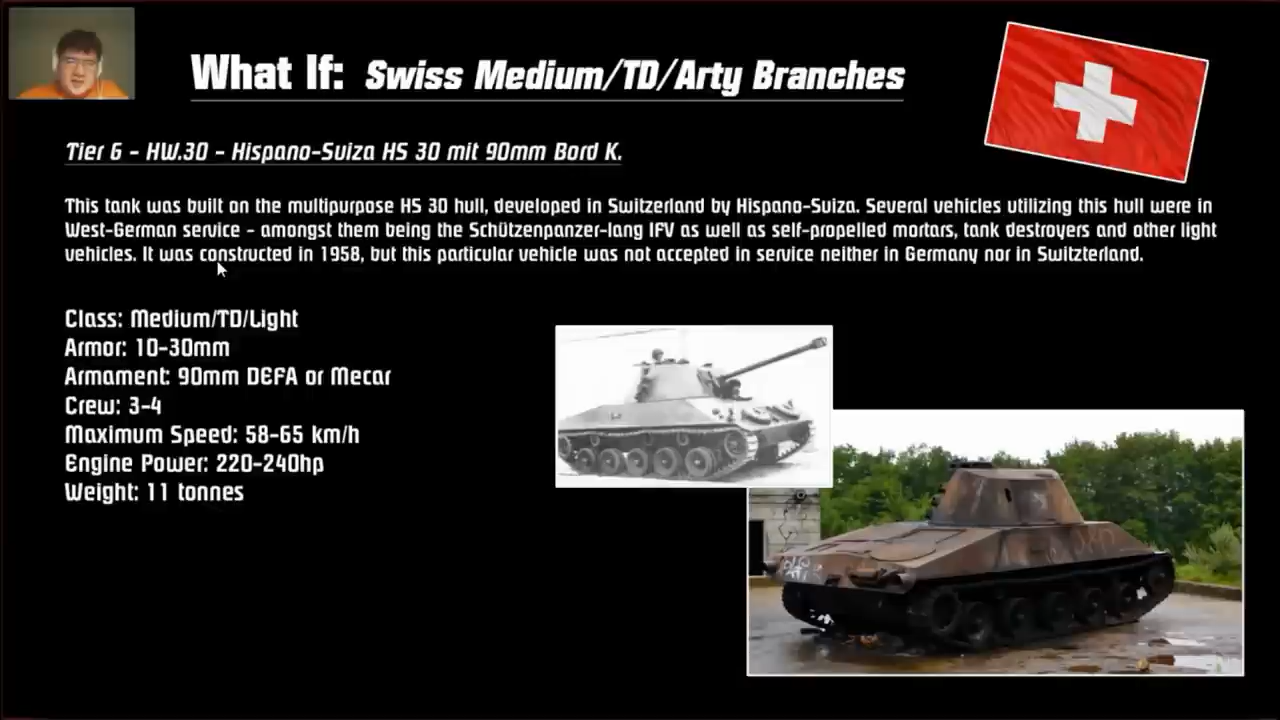 What If: Swiss Medium/TD/Arty Branches
Tier 6 - HW.30 - Hispano-Suiza HS 30 mit 90mm Bord K.
This tank was built on the multipurpose HS 30 hull, developed in Switzerland by Hispano-Suiza. Several vehicles utilizing this hull were in
West-German service - amongst them being the Schützenpanzer-lang IFV as well as self-propelled mortars, tank destroyers and other light
vehicles. It was constructed in 1958, but this particular vehicle was not accepted in service neither in Germany nor in Switzterland.
Class: Medium/TD/Light
Armor: 10-30mm
Armament: 90mm DEFA or Mecar
Crew: 3-4
Maximum Speed: 58-65 km/h
Engine Power: 220-240hp
Weight: 11 tonnes